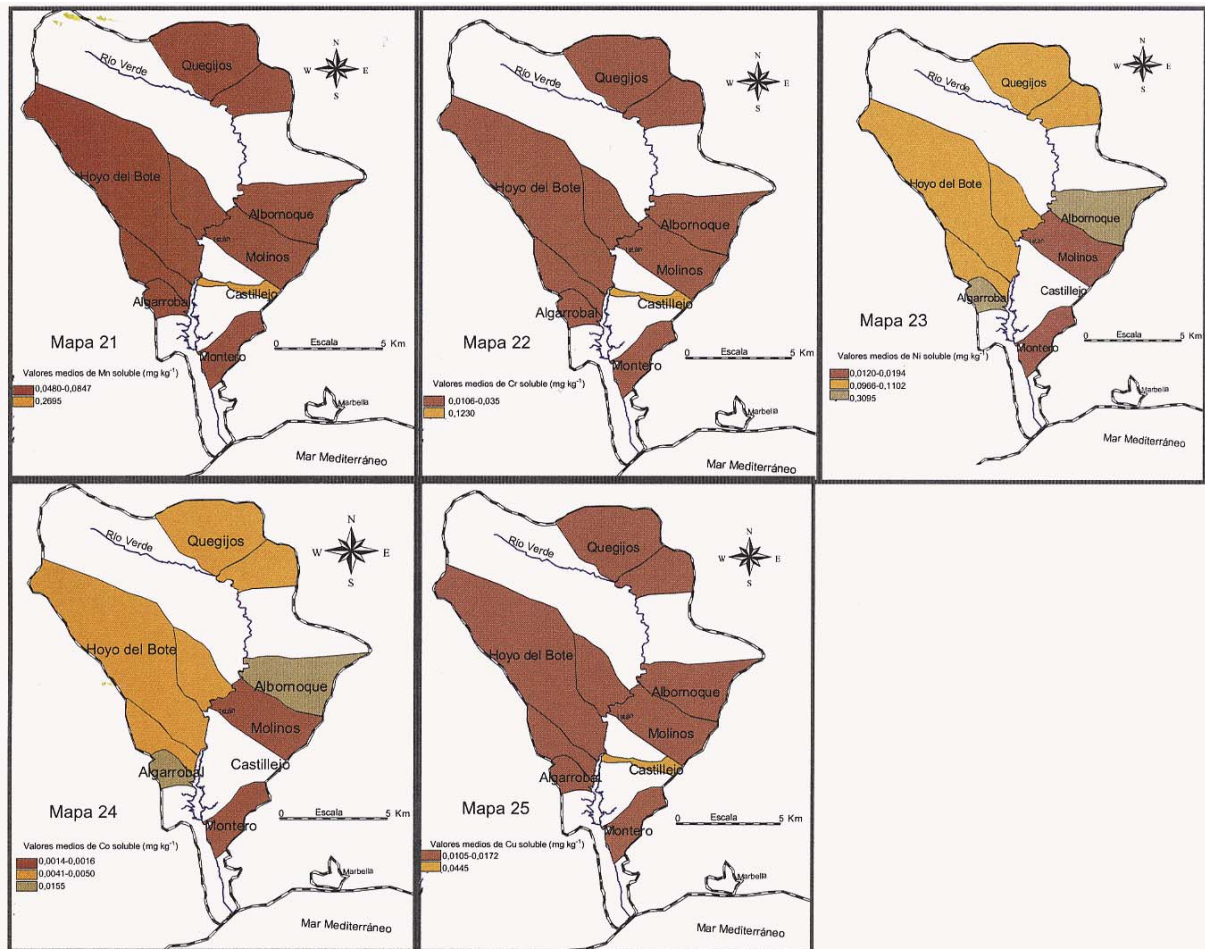 N
W E
S
Río Verde
Quegijos
Hoyo del Bote
Albornoque
Molinos
Algarrobal
Castillejo
Montero
Mapa 21
0 Escala 5 Km
Valores medios de Mn soluble (mg kg⁻¹)
0,0480-0,0847
0,2695
Marbella
Mar Mediterráneo
N
W E
S
Río Verde
Quegijos
Hoyo del Bote
Albornoque
Molinos
Algarrobal
Castillejo
Montero
Mapa 22
0 Escala 5 Km
Valores medios de Cr soluble (mg kg⁻¹)
0,0106-0,035
0,1230
Marbella
Mar Mediterráneo
N
W E
S
Río Verde
Quegijos
Hoyo del Bote
Albornoque
Molinos
Algarrobal
Castillejo
Montero
Mapa 23
0 Escala 5 Km
Valores medios de Ni soluble (mg kg⁻¹)
0,0120-0,0194
0,0966-0,1102
0,3095
Marbella
Mar Mediterráneo
N
W E
S
Río Verde
Quegijos
Hoyo del Bote
Albornoque
Molinos
Algarrobal
Castillejo
Montero
Mapa 24
0 Escala 5 Km
Valores medios de Co soluble (mg kg⁻¹)
0,0014-0,0016
0,0041-0,0050
0,0155
Marbella
Mar Mediterráneo
N
W E
S
Río Verde
Quegijos
Hoyo del Bote
Albornoque
Molinos
Algarrobal
Castillejo
Montero
Mapa 25
0 Escala 5 Km
Valores medios de Cu soluble (mg kg⁻¹)
0,0105-0,0172
0,0445
Marbella
Mar Mediterráneo